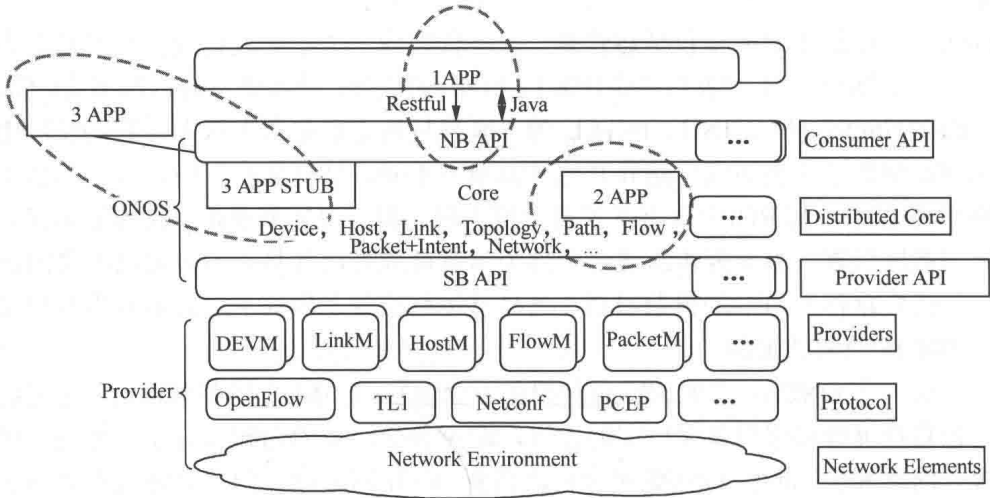 1APP
Restful
Java
3 APP
NB API
...
Consumer API
3 APP STUB
Core
2 APP
ONOS
...
Distributed Core
Device, Host, Link, Topology, Path, Flow,
Packet+Intent, Network, ...
SB API
...
Provider API
DEVM
LinkM
HostM
FlowM
PacketM
...
Providers
Provider
OpenFlow
TL1
Netconf
PCEP
...
Protocol
Network Environment
Network Elements